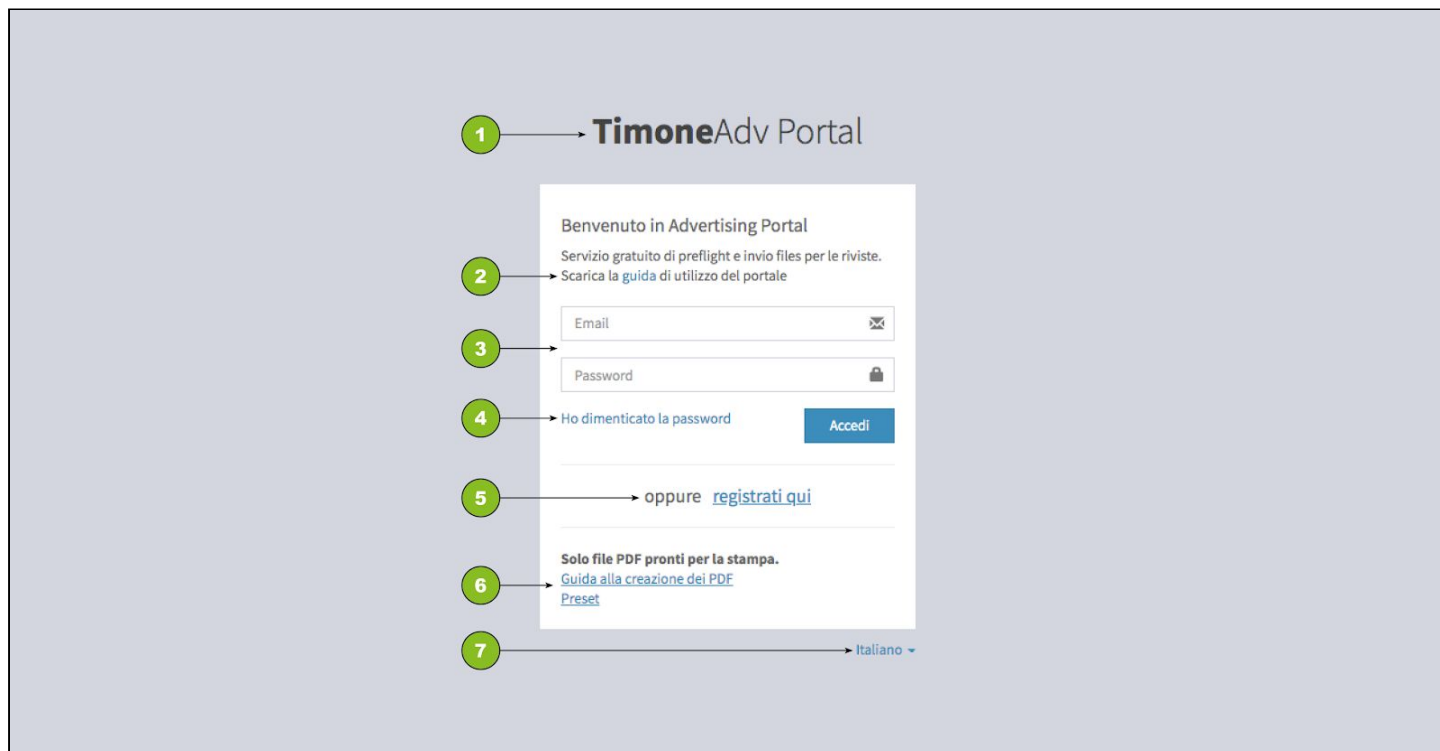 1 TimoneAdv Portal
Benvenuto in Advertising Portal
Servizio gratuito di preflight e invio files per le riviste.
2 Scarica la guida di utilizzo del portale
Email
3
Password
4 Ho dimenticato la password Accedi
5 oppure registrati qui
Solo file PDF pronti per la stampa.
6 Guida alla creazione dei PDF
Preset
7 Italiano